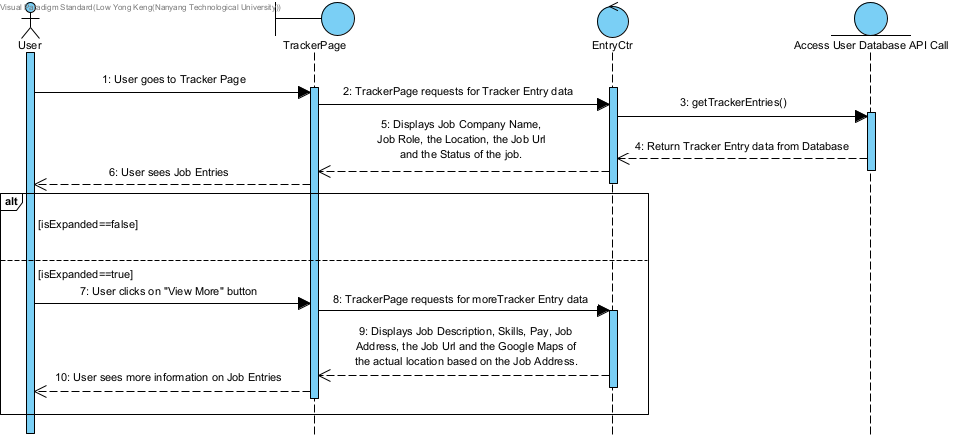 Visual Paradigm Standard(Low Yong Keng(Nanyang Technological University))
User
TrackerPage
EntryCtr
Access User Database API Call
1: User goes to Tracker Page
2: TrackerPage requests for Tracker Entry data
3: getTrackerEntries()
4: Return Tracker Entry data from Database
5: Displays Job Company Name,
Job Role, the Location, the Job Url
and the Status of the job.
6: User sees Job Entries
alt
[isExpanded==false]
[isExpanded==true]
7: User clicks on "View More" button
8: TrackerPage requests for moreTracker Entry data
9: Displays Job Description, Skills, Pay, Job
Address, the Job Url and the Google Maps of
the actual location based on the Job Address.
10: User sees more information on Job Entries